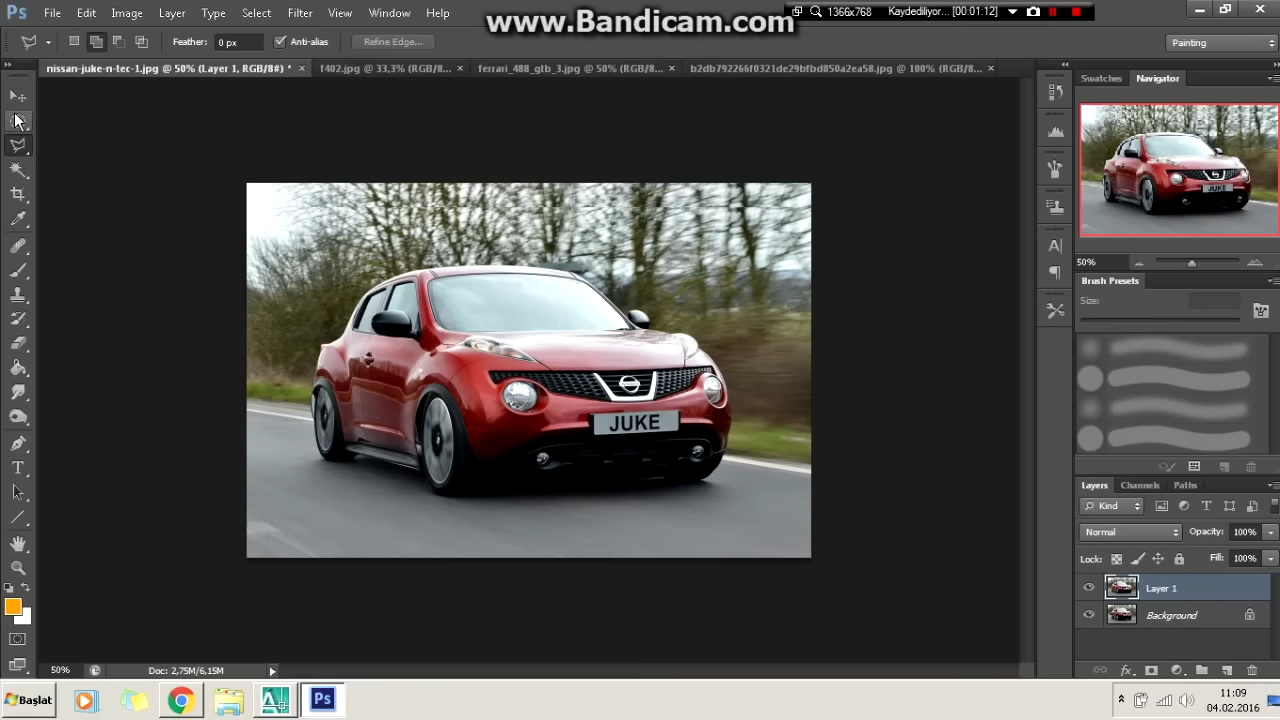 www.Bandicam.com
1366x768 Kaydediliyor... [00:01:12]
Ps File Edit Image Layer Type Select Filter 3D View Window Help
Feather: 0 px Anti-alias Refine Edge... Painting
nissan-juke-n-tec-1.jpg @ 50% (Layer 1, RGB/8#) * × f402.jpg @ 33,3% (RGB/8... × ferrari_488_gtb_3.jpg @ 50% (RGB/8... × b2db792266f0321de29bfbd850a2ea58.jpg @ 100% (RGB/8... ×
Swatches Navigator
JUKE
50%
Brush Presets
Size:
JUKE
Layers Channels Paths
Kind
Normal Opacity: 100%
Lock: Fill: 100%
Layer 1
Background
50% Doc: 2,75M/6,15M
Başlat Ps 11:09
04.02.2016